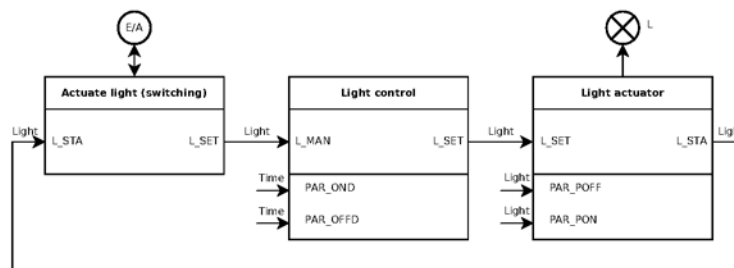 E/A
L
Actuate light (switching)
Light control
Light actuator
Light
L_STA
L_SET
Light
L_MAN
L_SET
Light
L_SET
L_STA
Light
Time
PAR_OND
Light
PAR_POFF
Time
PAR_OFFD
Light
PAR_PON